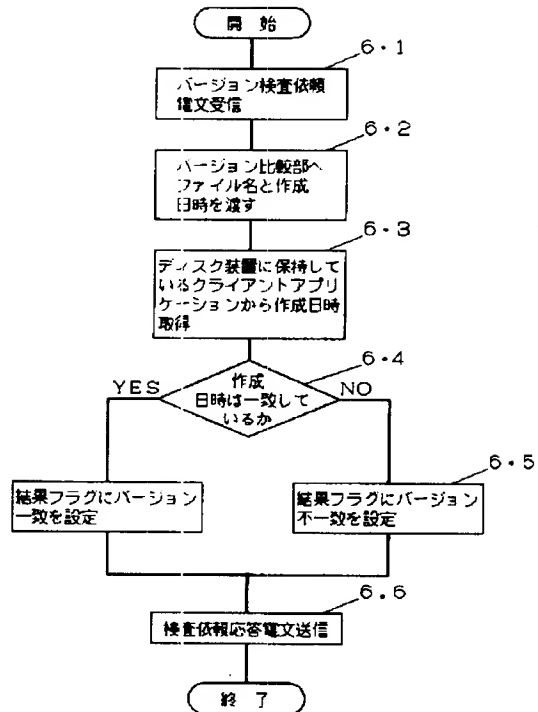 開 始
6・1
バージョン検査依頼
電文受信
6・2
バージョン比較部へ
ファイル名と作成
日時を渡す
6・3
ディスク装置に保持して
いるクライアントアプリ
ケーションから作成日時
取得
6・4
作成
日時は一致して
いるか
YES
NO
結果フラグにバージョン
一致を設定
6・5
結果フラグにバージョン
不一致を設定
6・6
検査依頼応答電文送信
終 了